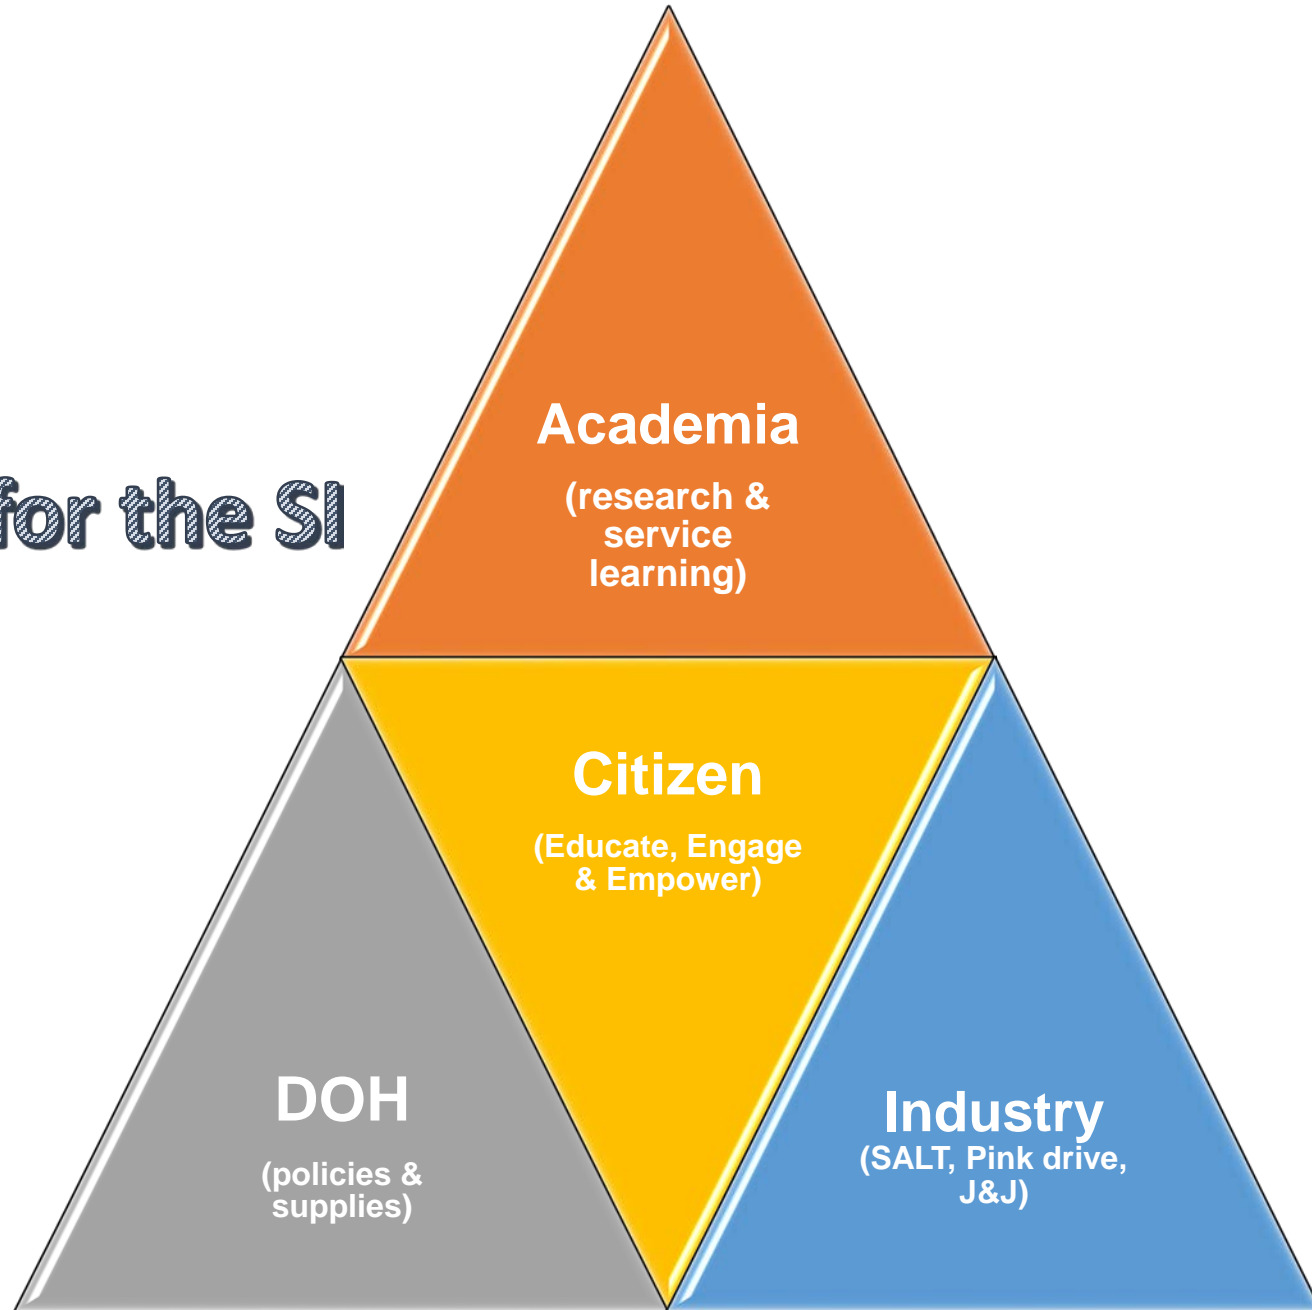 Academia
(research &
service
learning)
for the SI
Citizen
(Educate, Engage
& Empower)
DOH
(policies &
supplies)
Industry
(SALT, Pink drive,
J&J)